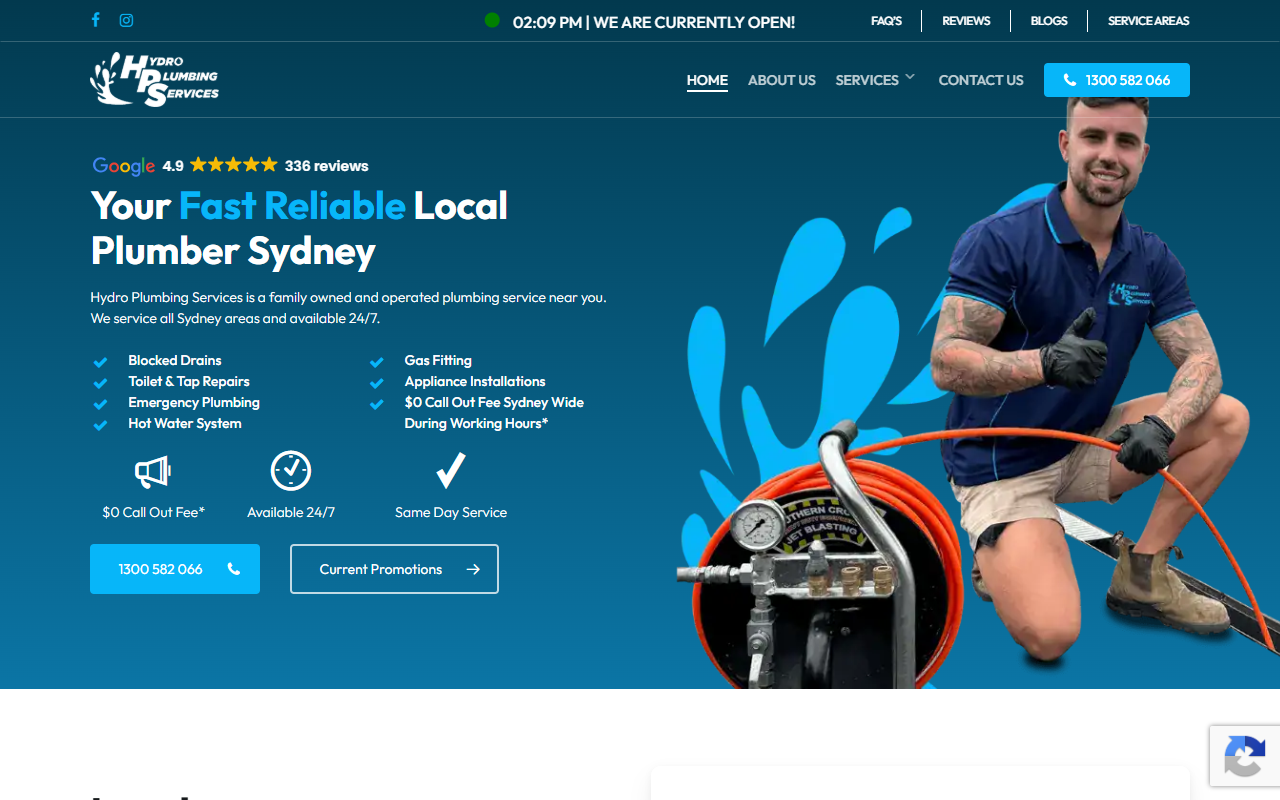 02:09 PM | WE ARE CURRENTLY OPEN!
FAQ'S
REVIEWS
BLOGS
SERVICE AREAS
HYDRO
PLUMBING
SERVICES
HOME
ABOUT US
SERVICES
CONTACT US
1300 582 066
Google 4.9 336 reviews
Your Fast Reliable Local
Plumber Sydney
Hydro Plumbing Services is a family owned and operated plumbing service near you.
We service all Sydney areas and available 24/7.
Blocked Drains
Toilet & Tap Repairs
Emergency Plumbing
Hot Water System
Gas Fitting
Appliance Installations
$0 Call Out Fee Sydney Wide
During Working Hours*
$0 Call Out Fee*
Available 24/7
Same Day Service
1300 582 066
Current Promotions
HYDRO
PLUMBING
SERVICES
JET BLASTING